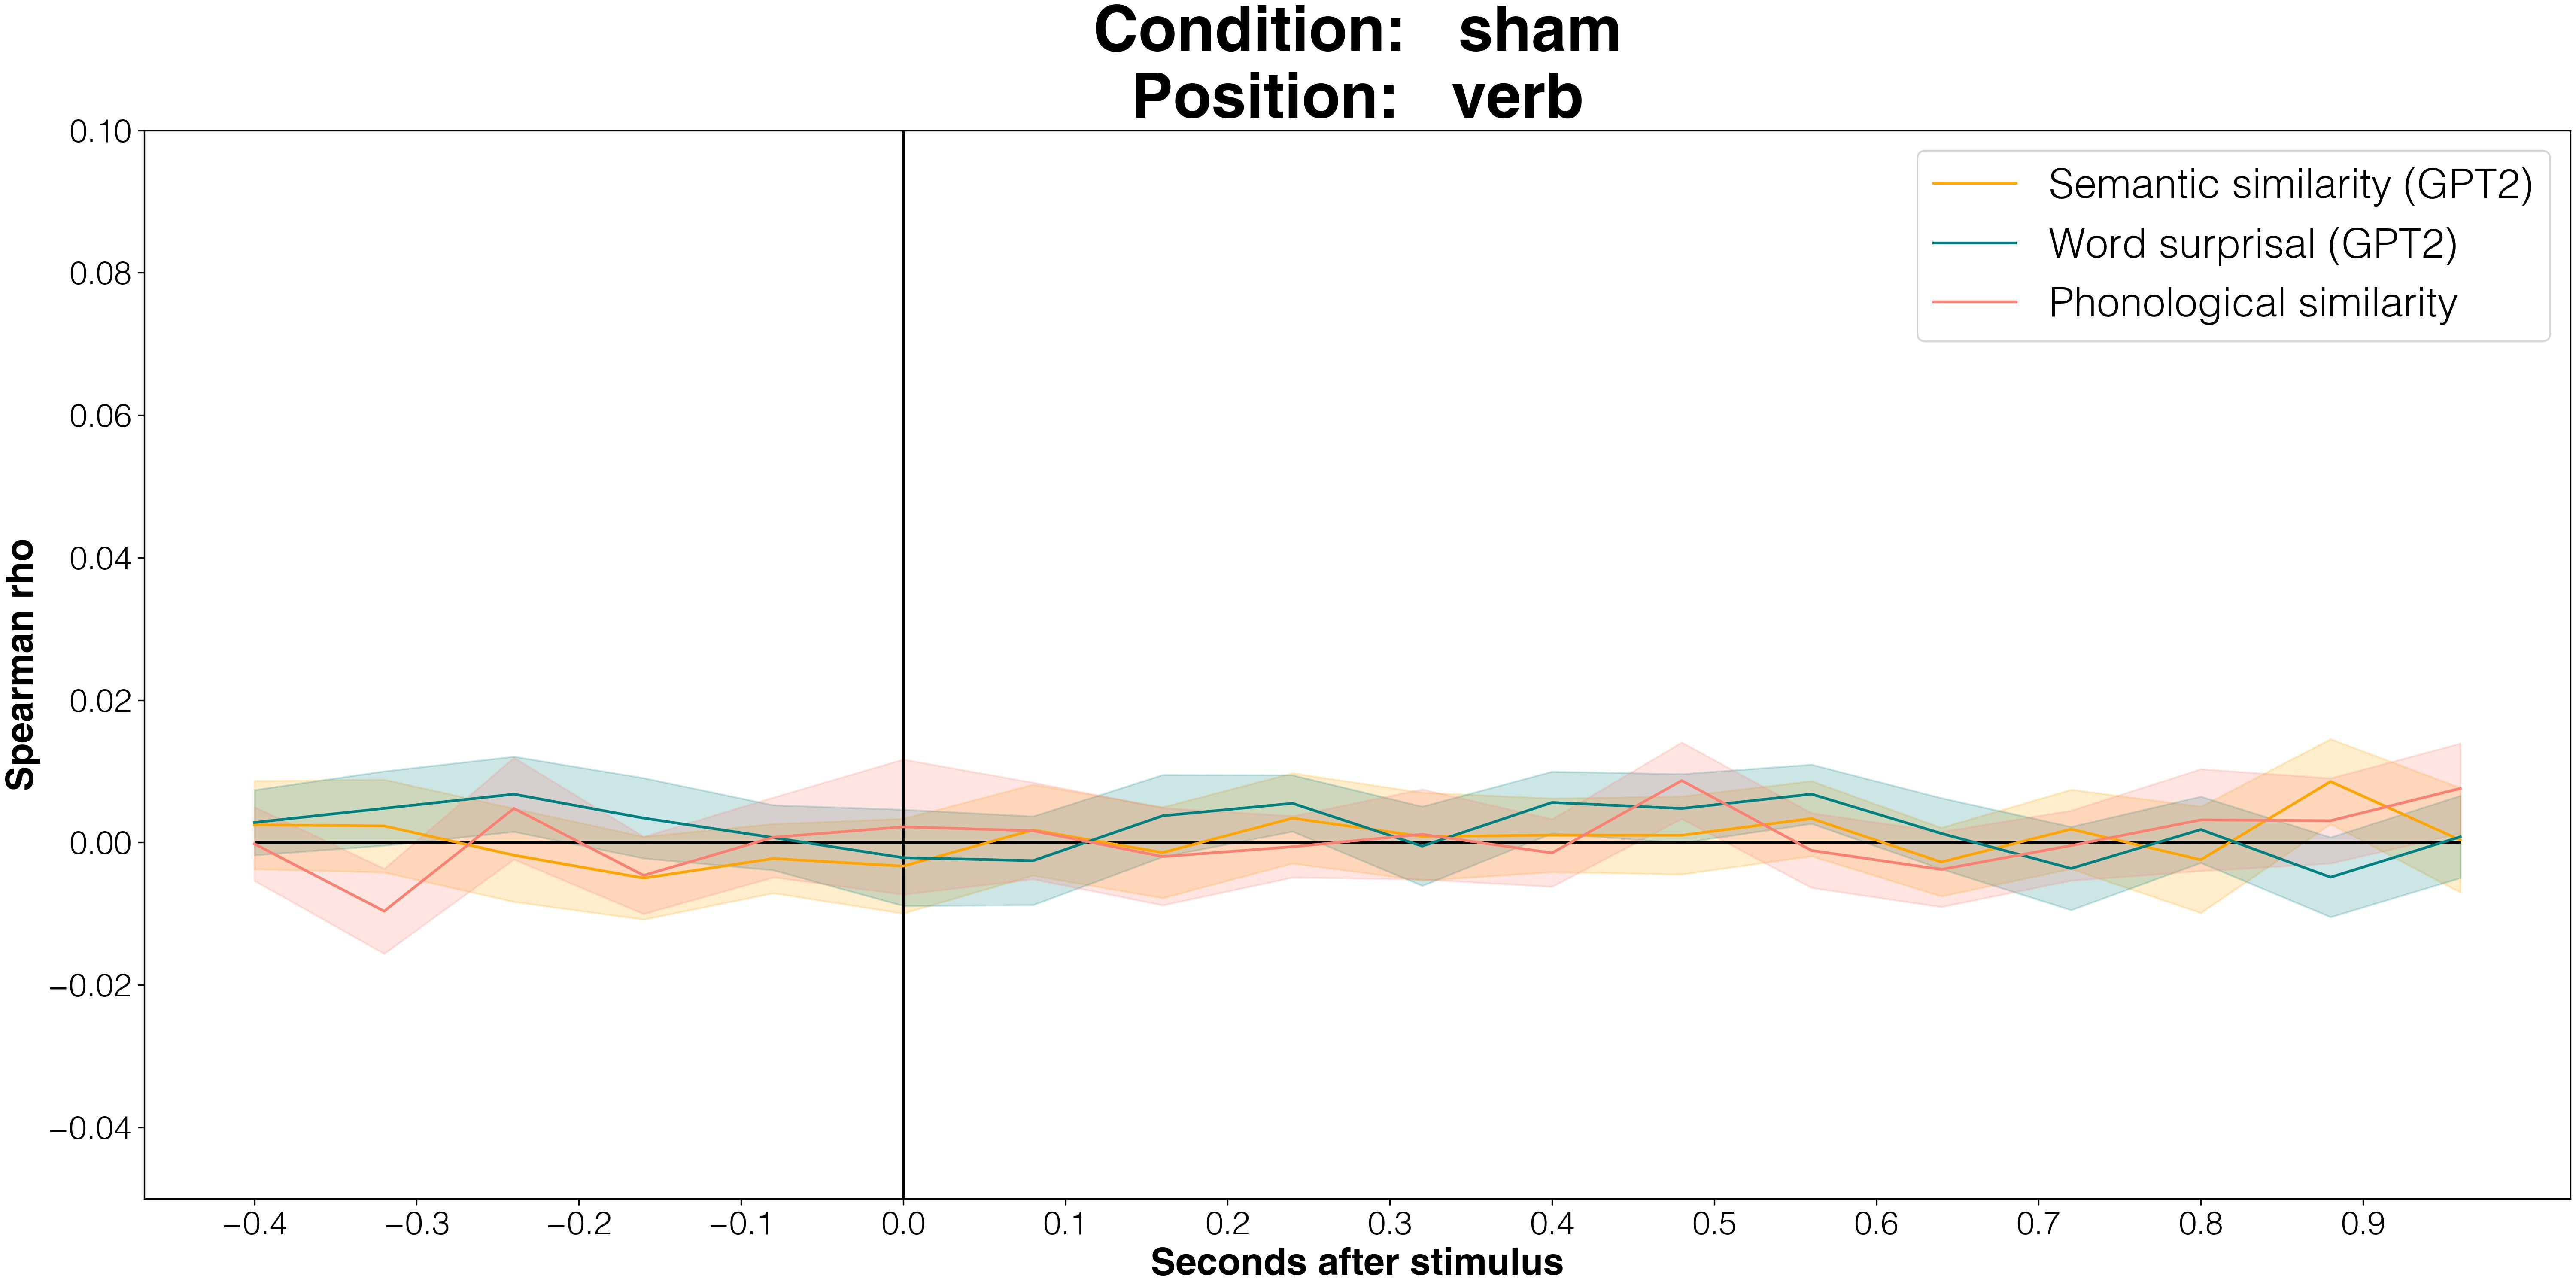 Condition: sham
Position: verb
0.10
0.08
0.06
0.04
0.02
0.00
−0.02
−0.04
Spearman rho
Semantic similarity (GPT2)
Word surprisal (GPT2)
Phonological similarity
−0.4 −0.3 −0.2 −0.1 0.0 0.1 0.2 0.3 0.4 0.5 0.6 0.7 0.8 0.9
Seconds after stimulus